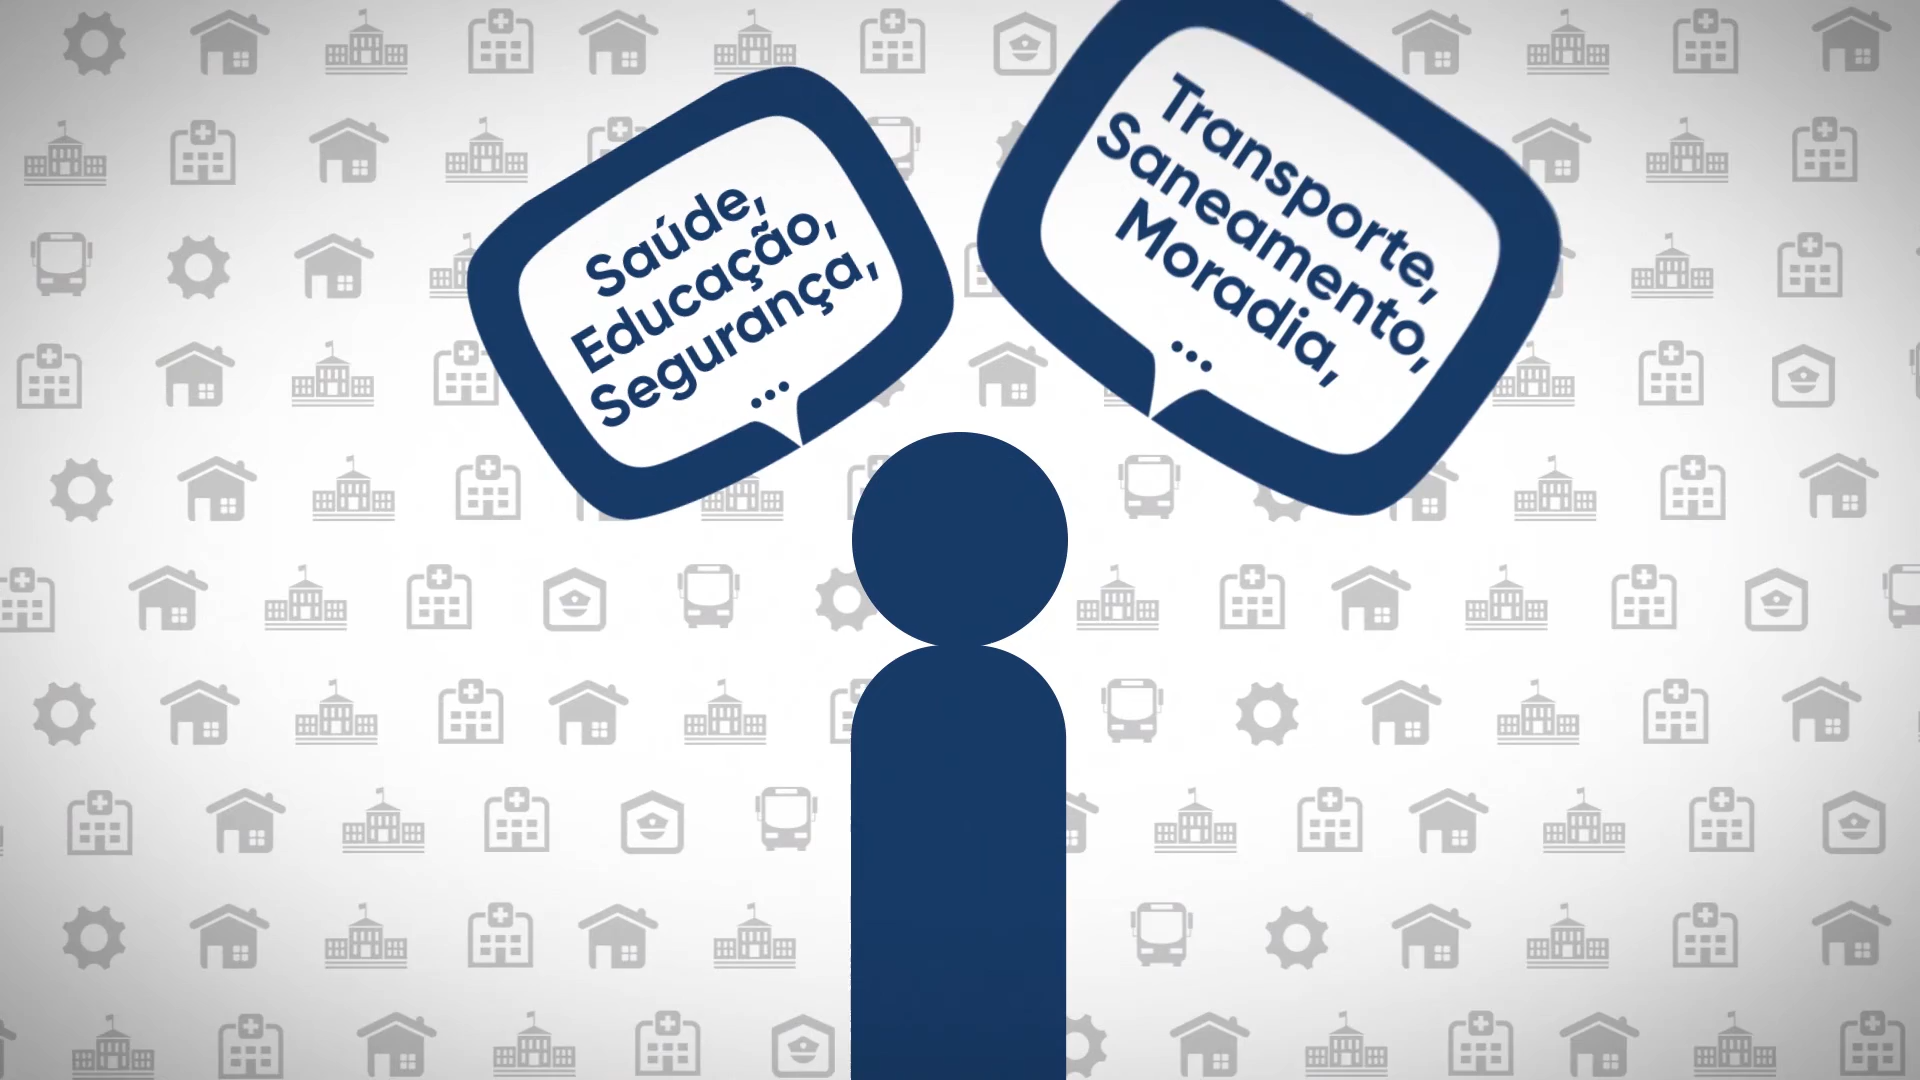 Saúde,
Educação,
Segurança,
...
Transporte,
Saneamento,
Moradia,
...